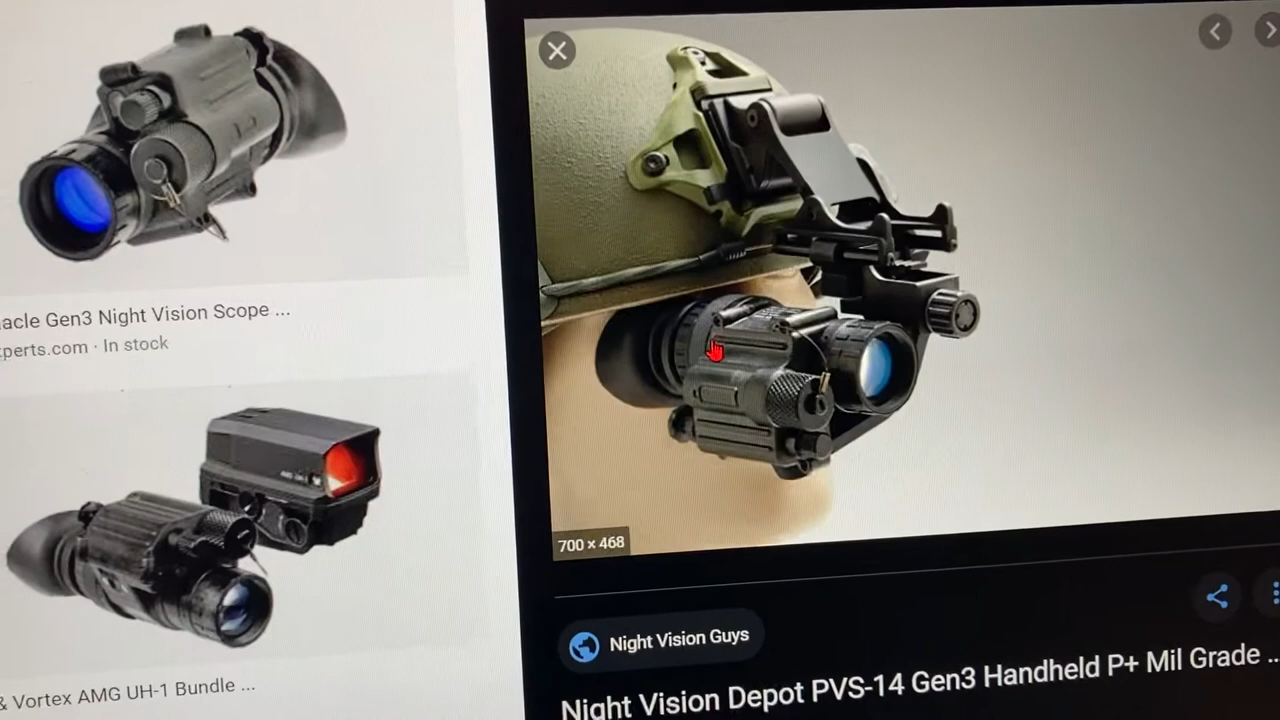 acle Gen3 Night Vision Scope ...
perts.com · In stock
& Vortex AMG UH-1 Bundle ...
700 × 468
Night Vision Guys
Night Vision Depot PVS-14 Gen3 Handheld P+ Mil Grade ...